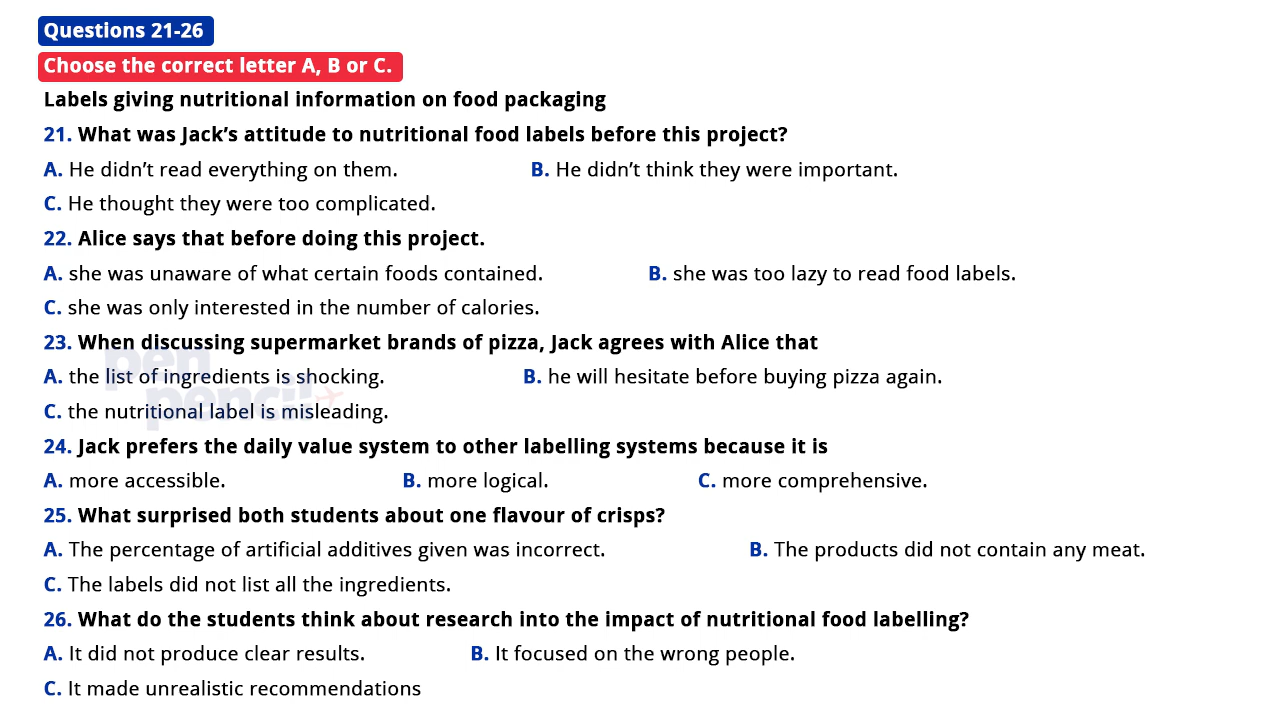 Questions 21-26
Choose the correct letter A, B or C.
Labels giving nutritional information on food packaging
21. What was Jack’s attitude to nutritional food labels before this project?
A. He didn’t read everything on them. B. He didn’t think they were important.
C. He thought they were too complicated.
22. Alice says that before doing this project.
A. she was unaware of what certain foods contained. B. she was too lazy to read food labels.
C. she was only interested in the number of calories.
23. When discussing supermarket brands of pizza, Jack agrees with Alice that
A. the list of ingredients is shocking. B. he will hesitate before buying pizza again.
C. the nutritional label is misleading.
24. Jack prefers the daily value system to other labelling systems because it is
A. more accessible. B. more logical. C. more comprehensive.
25. What surprised both students about one flavour of crisps?
A. The percentage of artificial additives given was incorrect. B. The products did not contain any meat.
C. The labels did not list all the ingredients.
26. What do the students think about research into the impact of nutritional food labelling?
A. It did not produce clear results. B. It focused on the wrong people.
C. It made unrealistic recommendations
pen
pencil